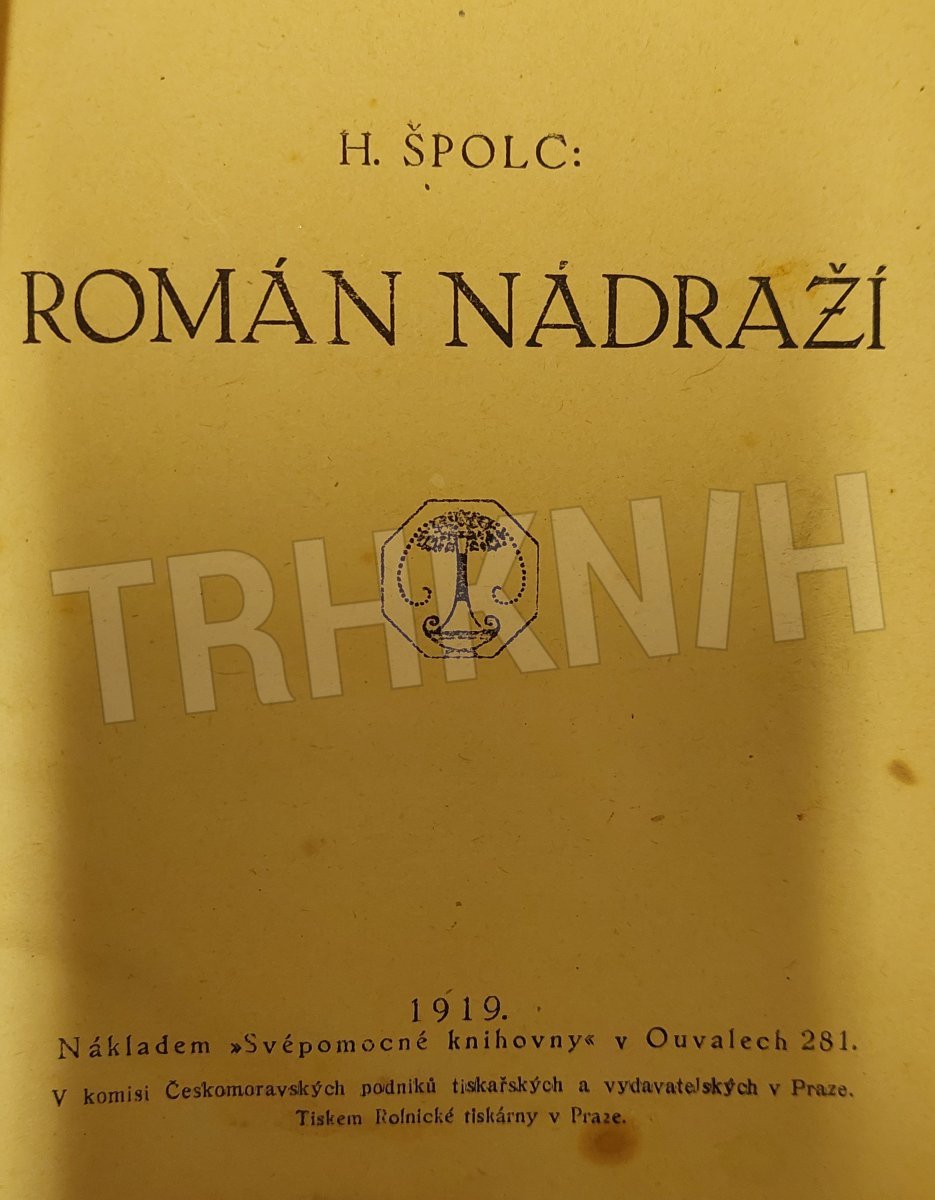 H. ŠPOLC:
ROMÁN NÁDRAŽÍ
TRHKNIH
1919.
Nákladem »Svépomocné knihovny« v Ouvalech 281.
V komisi Českomoravských podniků tiskařských a vydavatelských v Praze.
Tiskem Rolnické tiskárny v Praze.